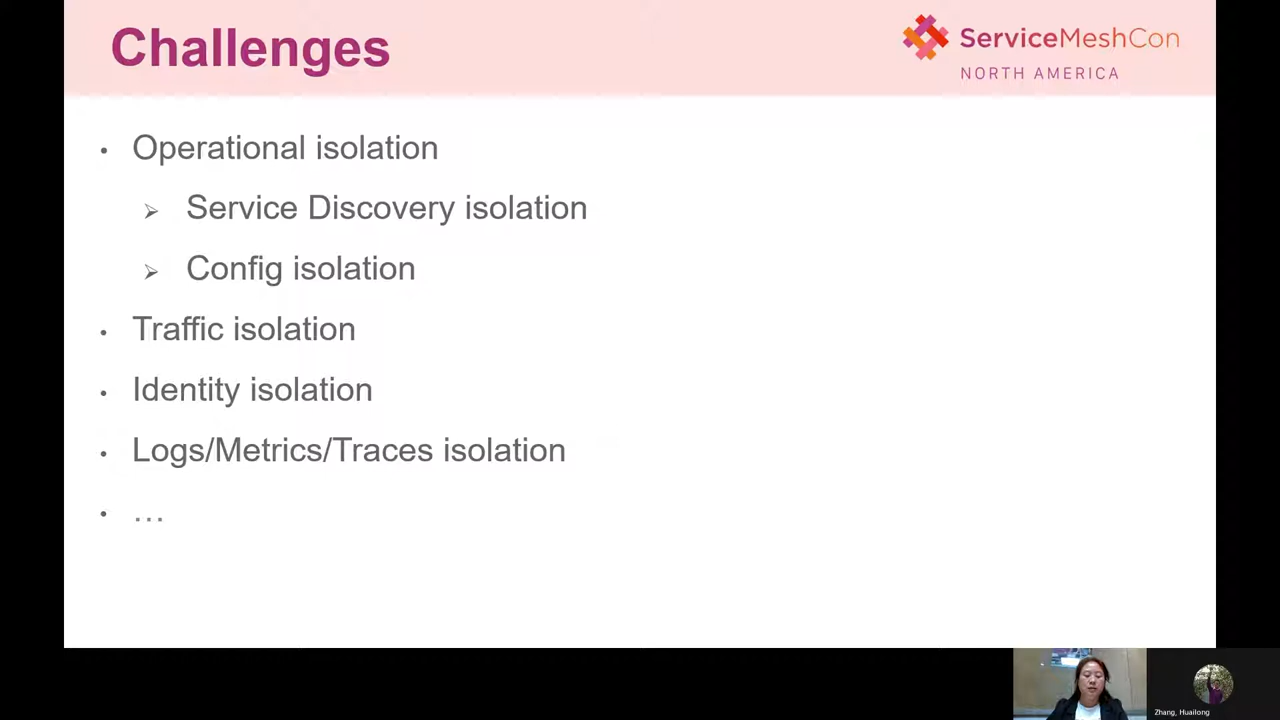 Challenges
ServiceMeshCon
NORTH AMERICA
• Operational isolation
➢ Service Discovery isolation
➢ Config isolation
• Traffic isolation
• Identity isolation
• Logs/Metrics/Traces isolation
• …
Zhang, Huailong